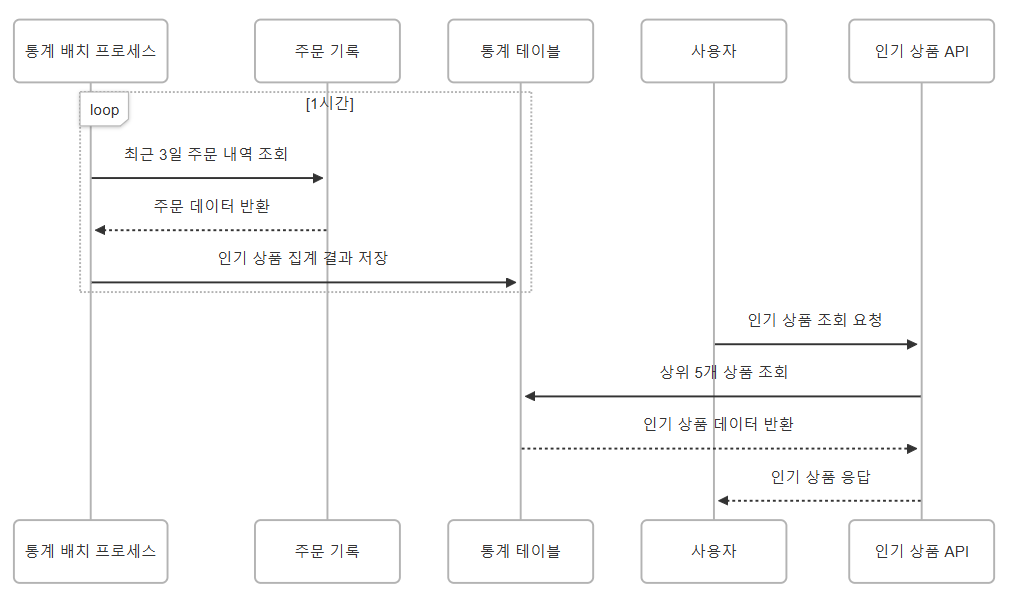 통계 배치 프로세스
주문 기록
통계 테이블
사용자
인기 상품 API
loop
[1시간]
최근 3일 주문 내역 조회
주문 데이터 반환
인기 상품 집계 결과 저장
인기 상품 조회 요청
상위 5개 상품 조회
인기 상품 데이터 반환
인기 상품 응답
통계 배치 프로세스
주문 기록
통계 테이블
사용자
인기 상품 API